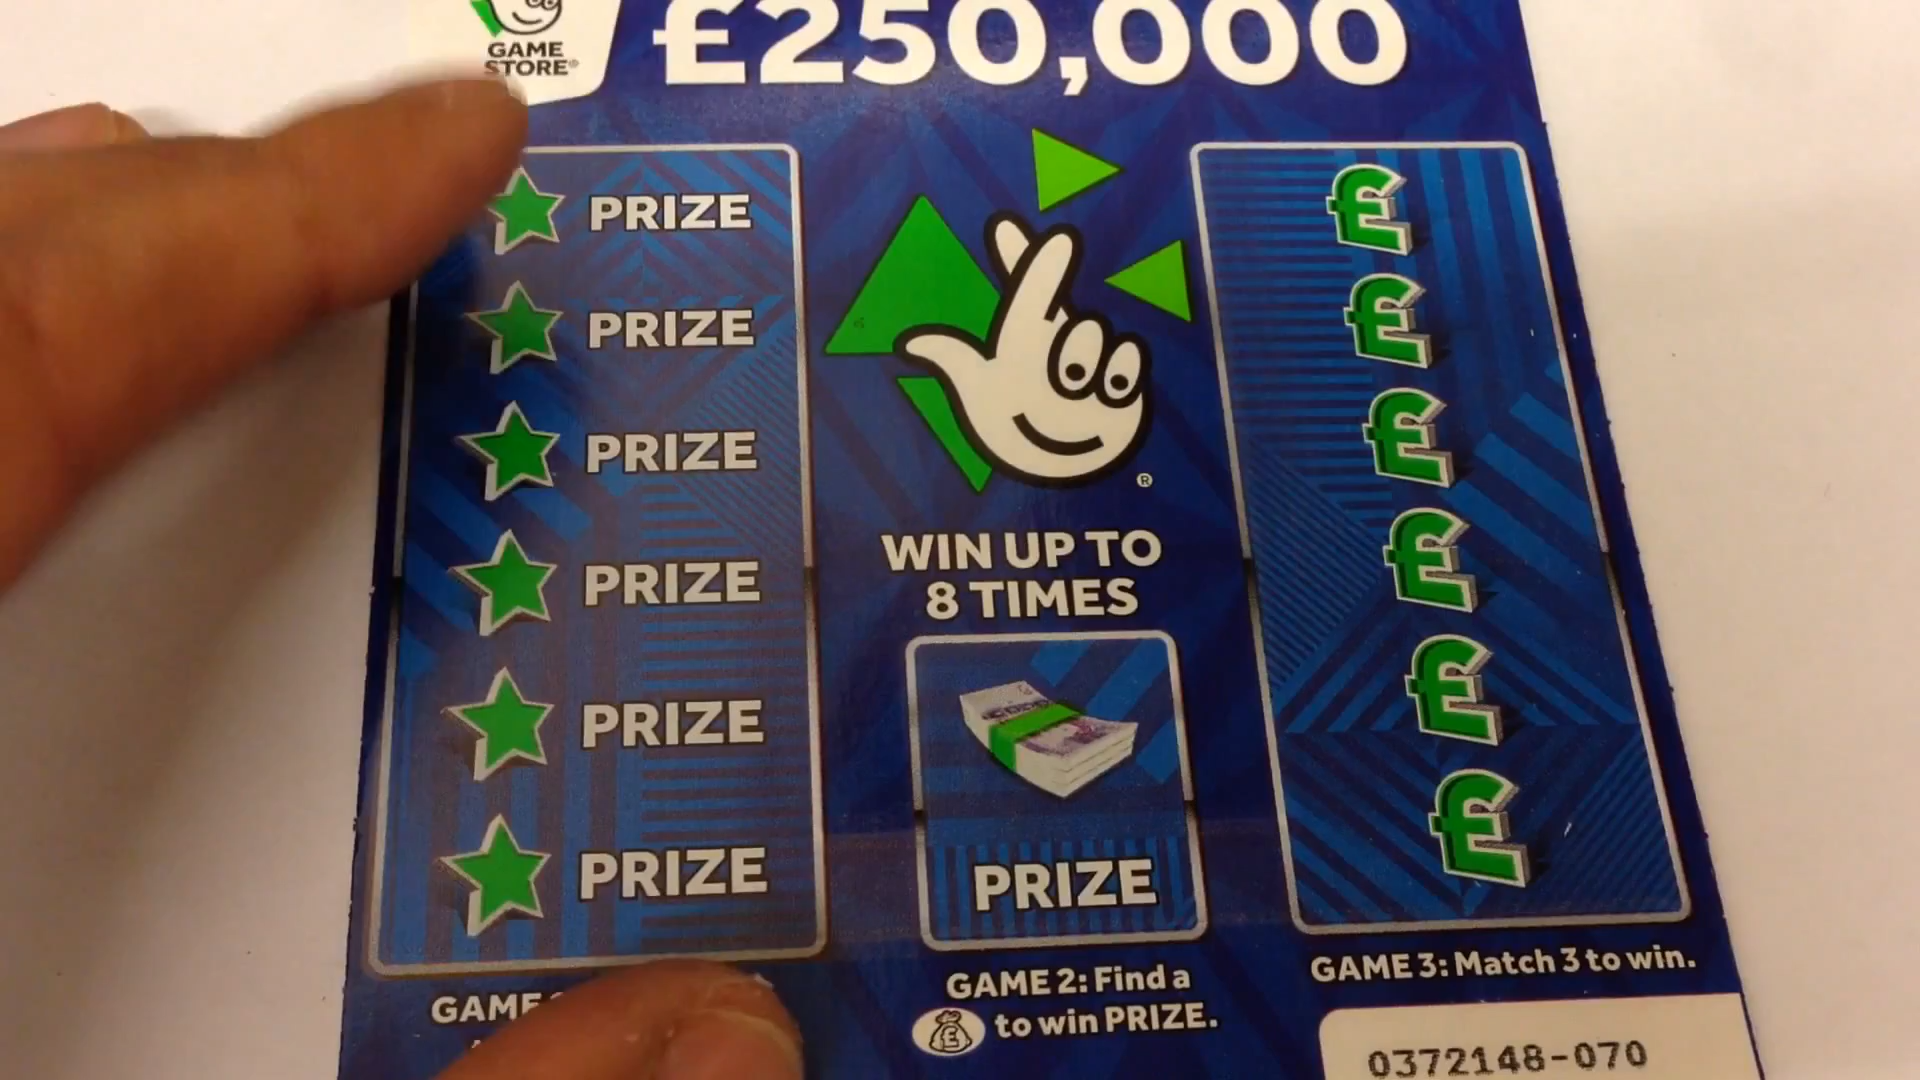 GAME
STORE®
£250,000
PRIZE
PRIZE
PRIZE
PRIZE
PRIZE
PRIZE
®
WIN UP TO
8 TIMES
PRIZE
£
£
£
£
£
£
GAME
GAME 2: Find a
£ to win PRIZE.
GAME 3: Match 3 to win.
0372148-070